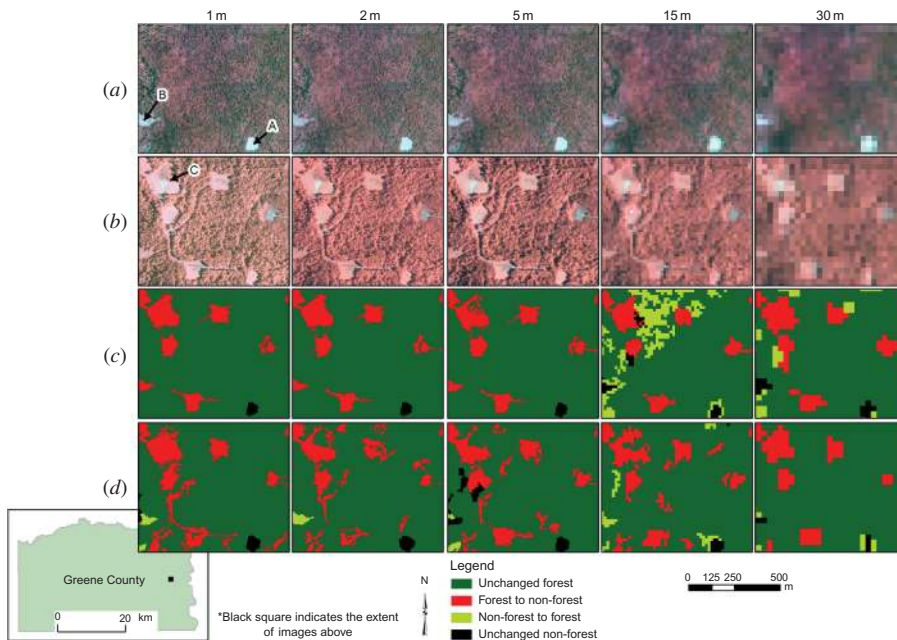 1 m 2 m 5 m 15 m 30 m
(a)
B
A
(b)
C
(c)
(d)
Greene County
0 20 km
N
*Black square indicates the extent
of images above
Legend
Unchanged forest
Forest to non-forest
Non-forest to forest
Unchanged non-forest
0 125 250 500
m